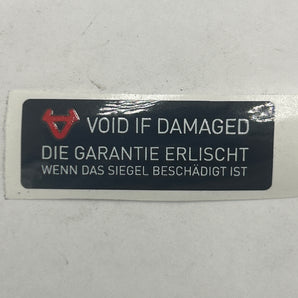 VOID IF DAMAGED
DIE GARANTIE ERLISCHT
WENN DAS SIEGEL BESCHÄDIGT IST